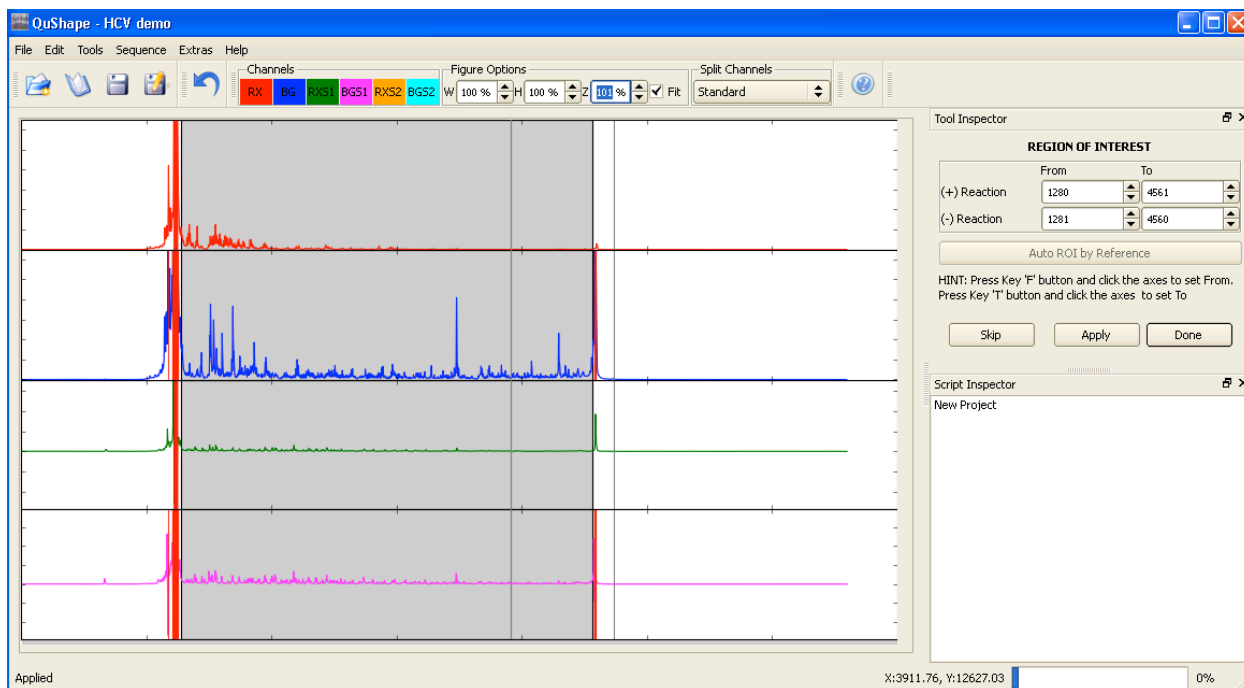 QuShape - HCV demo
File Edit Tools Sequence Extras Help
Channels
RX BG RXS1 BGS1 RXS2 BGS2
Figure Options
W 100 % H 100 % Z 101 % Fit
Split Channels
Standard
Tool Inspector
REGION OF INTEREST
From To
(+) Reaction 1280 4561
(-) Reaction 1281 4560
Auto ROI by Reference
HINT: Press Key 'F' button and click the axes to set From.
Press Key 'T' button and click the axes to set To
Skip Apply Done
Script Inspector
New Project
Applied X:3911.76, Y:12627.03 0%